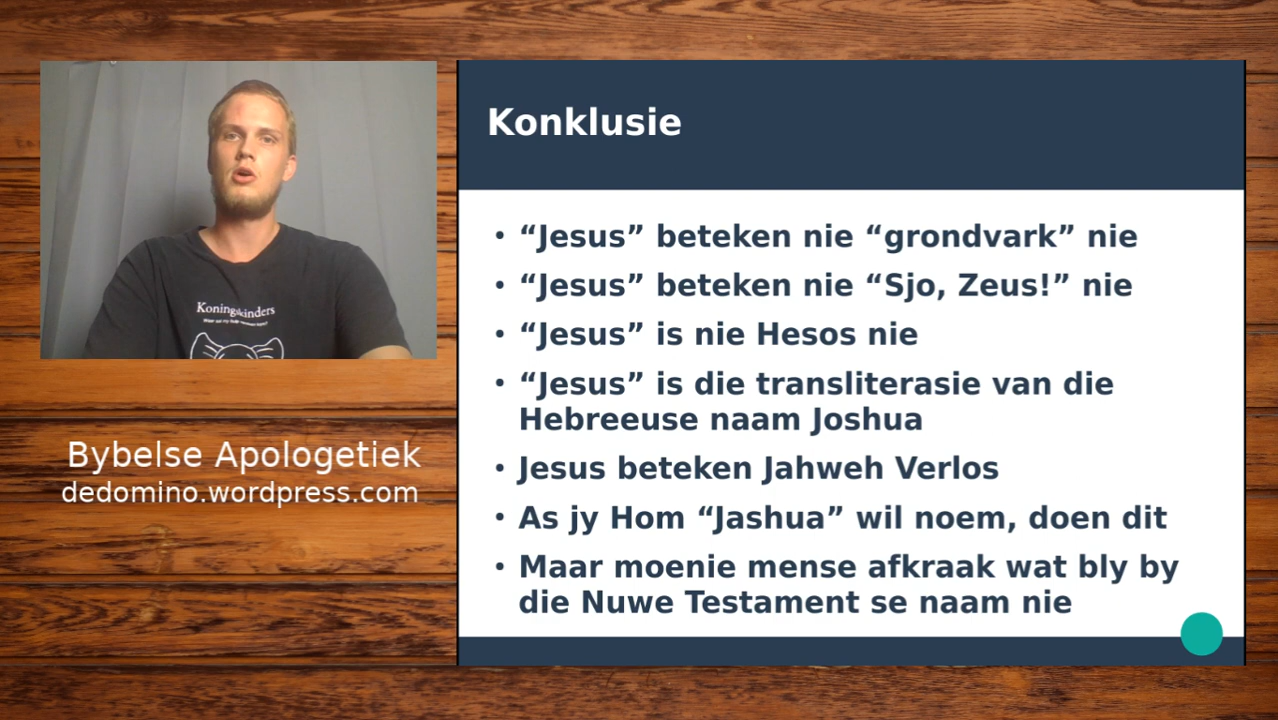 Konklusie
Koningskinders
“Jesus” beteken nie “grondvark” nie
“Jesus” beteken nie “Sjo, Zeus!” nie
“Jesus” is nie Hesos nie
“Jesus” is die transliterasie van die
Hebreeuse naam Joshua
Jesus beteken Jahweh Verlos
As jy Hom “Jashua” wil noem, doen dit
Maar moenie mense afkraak wat bly by
die Nuwe Testament se naam nie
Bybelse Apologetiek
dedomino.wordpress.com